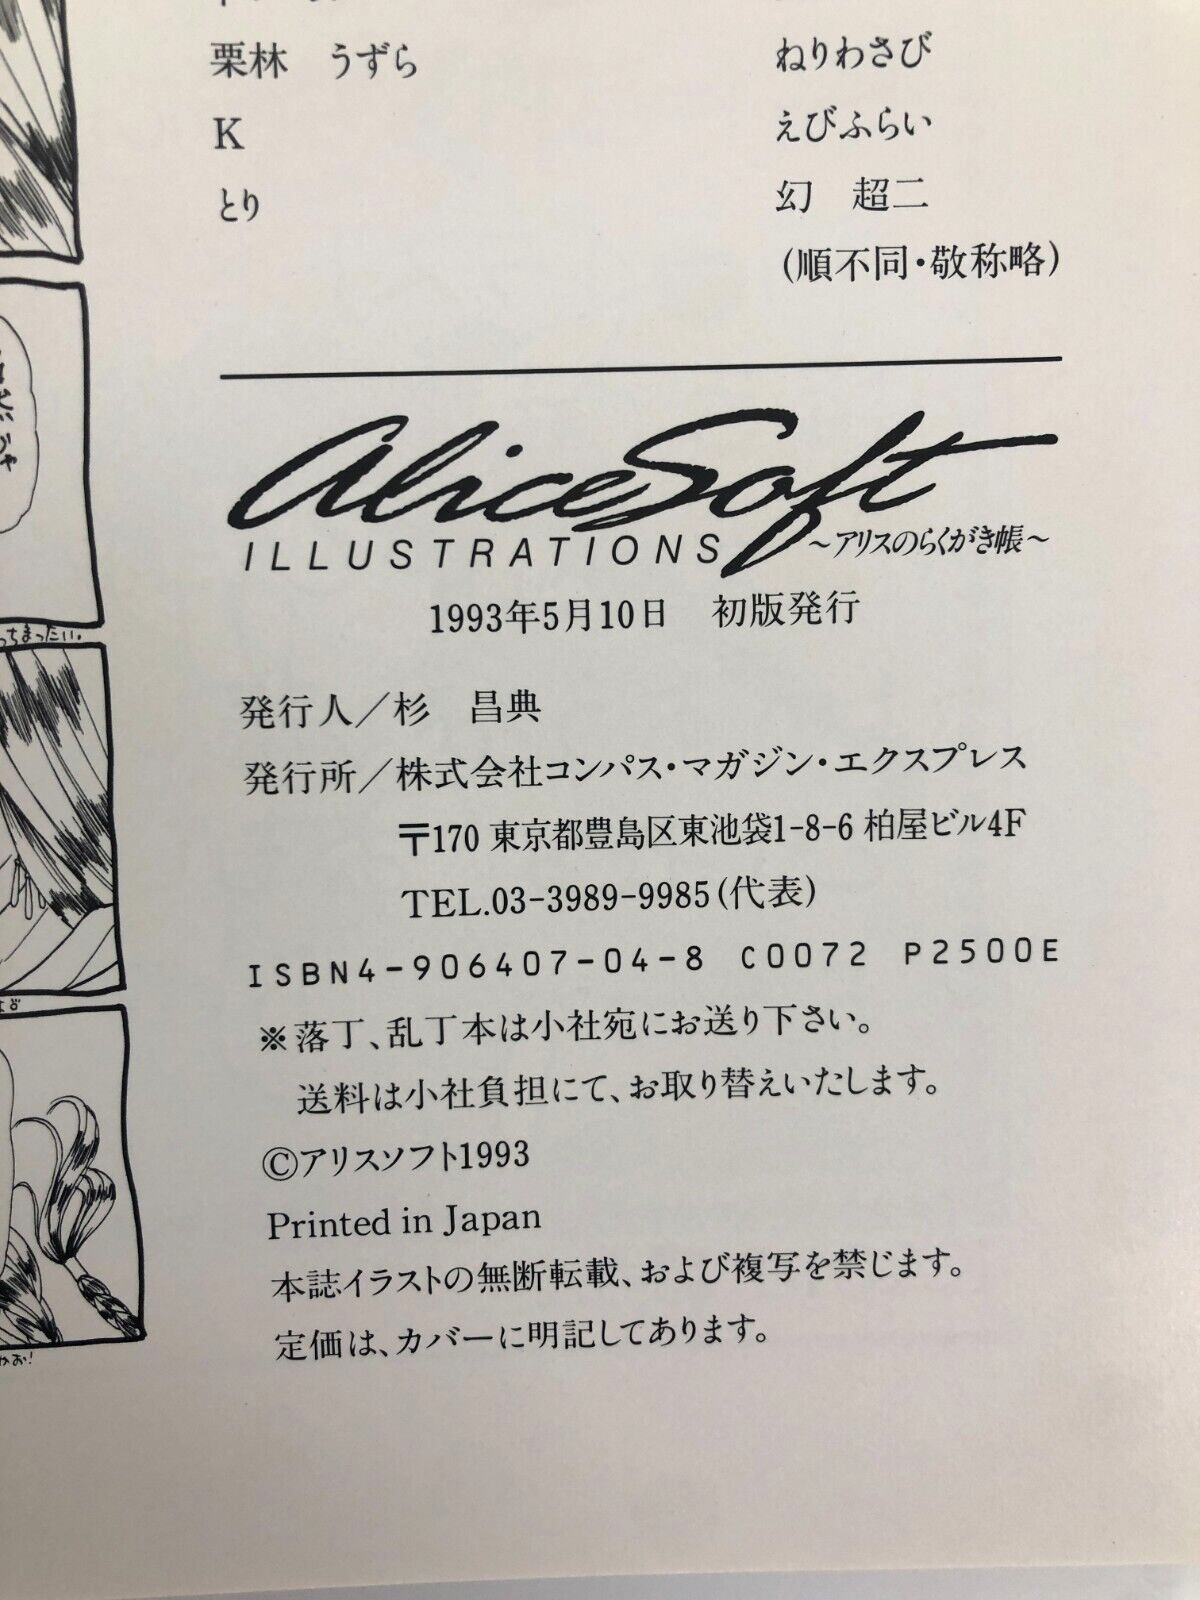 栗林　うずら
K
とり
ねりわさび
えびふらい
幻　超二
(順不同・敬称略)
AliceSoft
ILLUSTRATIONS
～アリスのらくがき帳～
1993年5月10日　初版発行
発行人／杉　昌典
発行所／株式会社コンパス・マガジン・エクスプレス
〒170 東京都豊島区東池袋1-8-6 柏屋ビル4F
TEL.03-3989-9985(代表)
ISBN4-906407-04-8 C0072 P2500E
※落丁、乱丁本は小社宛にお送り下さい。
送料は小社負担にて、お取り替えいたします。
©アリスソフト1993
Printed in Japan
本誌イラストの無断転載、および複写を禁じます。
定価は、カバーに明記してあります。